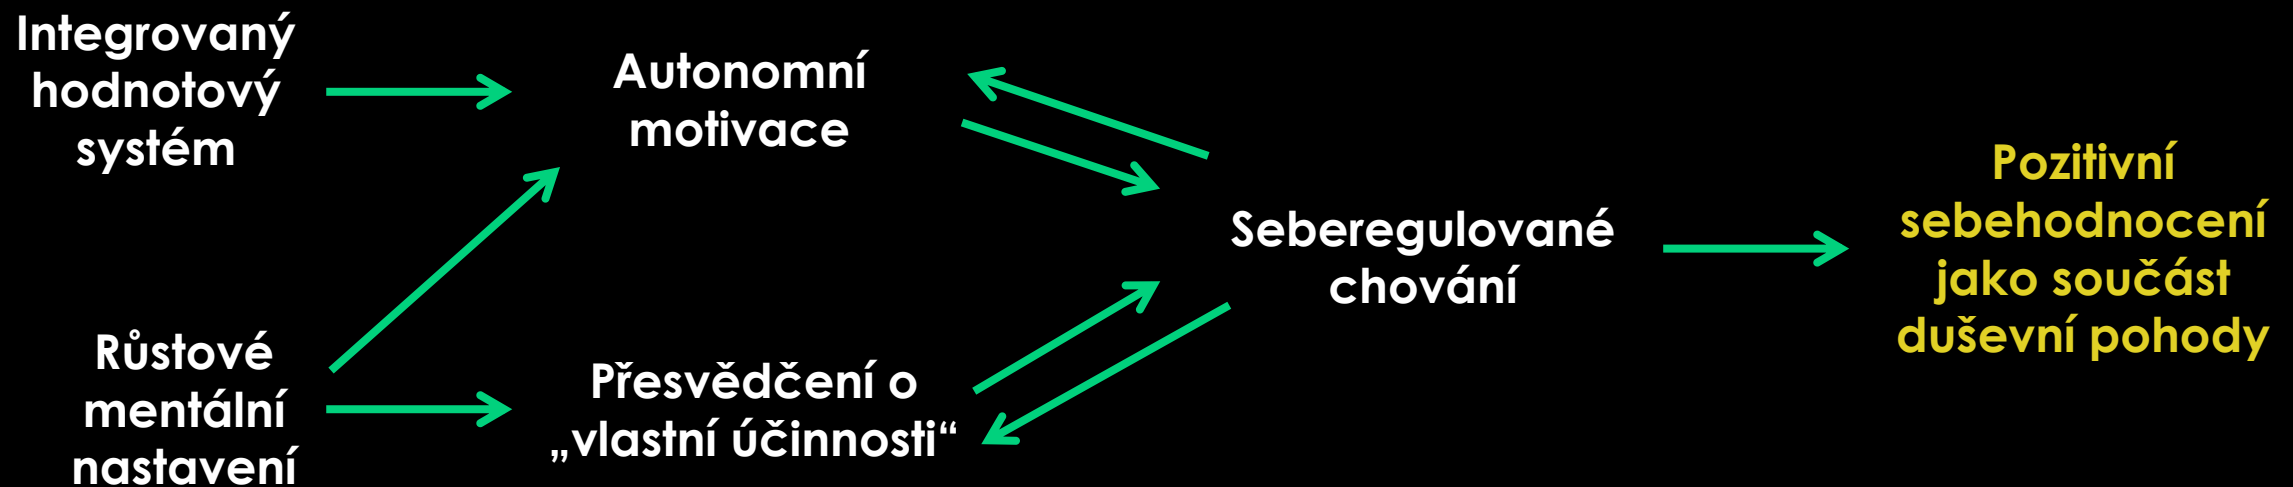 Integrovaný
hodnotový
systém
Autonomní
motivace
Růstové
mentální
nastavení
Přesvědčení o
„vlastní účinnosti“
Seberegulované
chování
Pozitivní
sebehodnocení
jako součást
duševní pohody